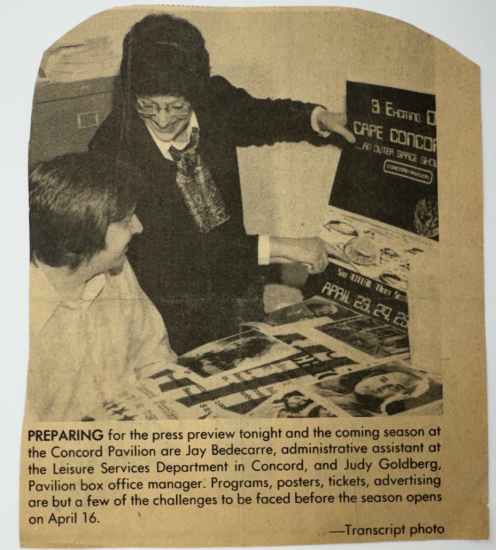 3 Exciting D
CAPE CONCOR
...AN OUTER SPACE SHOW
CONCORD PAVILION
APRIL 28, 29, 23
PREPARING for the press preview tonight and the coming season at
the Concord Pavilion are Jay Bedecarre, administrative assistant at
the Leisure Services Department in Concord, and Judy Goldberg,
Pavilion box office manager. Programs, posters, tickets, advertising
are but a few of the challenges to be faced before the season opens
on April 16.
—Transcript photo